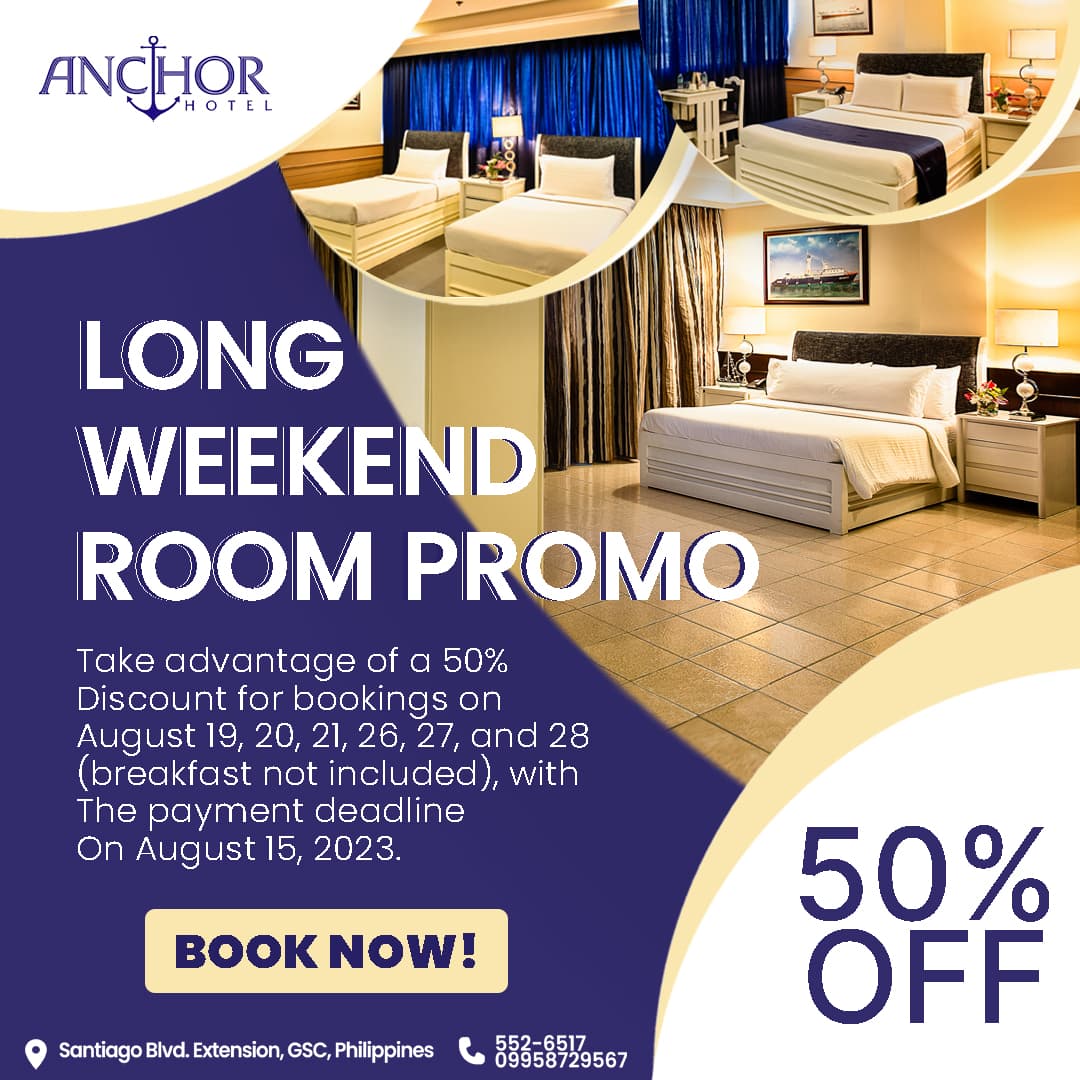 ANCHOR
HOTEL
LONG
WEEKEND
ROOM PROMO
Take advantage of a 50%
Discount for bookings on
August 19, 20, 21, 26, 27, and 28
(breakfast not included), with
The payment deadline
On August 15, 2023.
BOOK NOW!
50%
OFF
Santiago Blvd. Extension, GSC, Philippines
552-6517
09958729567